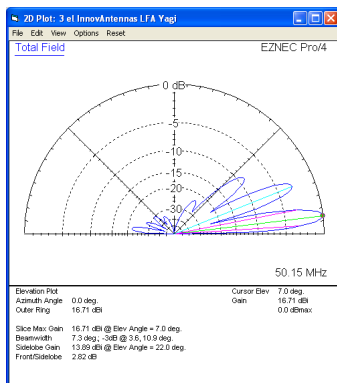 2D Plot: 3 el InnovAntennas LFA Yagi
File Edit View Options Reset
Total Field
EZNEC Pro/4
0 dB
-5
-10
-15
-20
-30
50.15 MHz
Elevation Plot
Azimuth Angle 0.0 deg.
Outer Ring 16.71 dBi
Cursor Elev 7.0 deg.
Gain 16.71 dBi
0.0 dBmax
Slice Max Gain 16.71 dBi @ Elev Angle = 7.0 deg.
Beamwidth 7.3 deg.; -3dB @ 3.6, 10.9 deg.
Sidelobe Gain 13.89 dBi @ Elev Angle = 22.0 deg.
Front/Sidelobe 2.82 dB